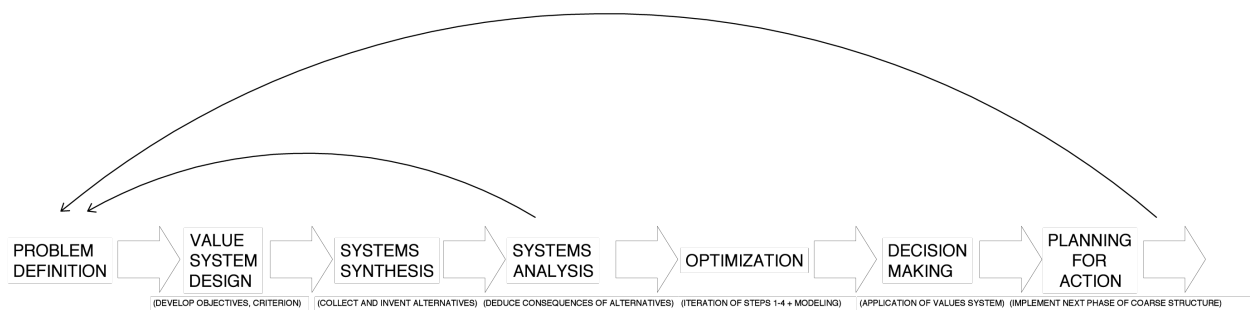 PROBLEM
DEFINITION
VALUE
SYSTEM
DESIGN
SYSTEMS
SYNTHESIS
SYSTEMS
ANALYSIS
OPTIMIZATION
DECISION
MAKING
PLANNING
FOR
ACTION
(DEVELOP OBJECTIVES, CRITERION)
(COLLECT AND INVENT ALTERNATIVES)
(DEDUCE CONSEQUENCES OF ALTERNATIVES)
(ITERATION OF STEPS 1-4 + MODELING)
(APPLICATION OF VALUES SYSTEM)
(IMPLEMENT NEXT PHASE OF COARSE STRUCTURE)